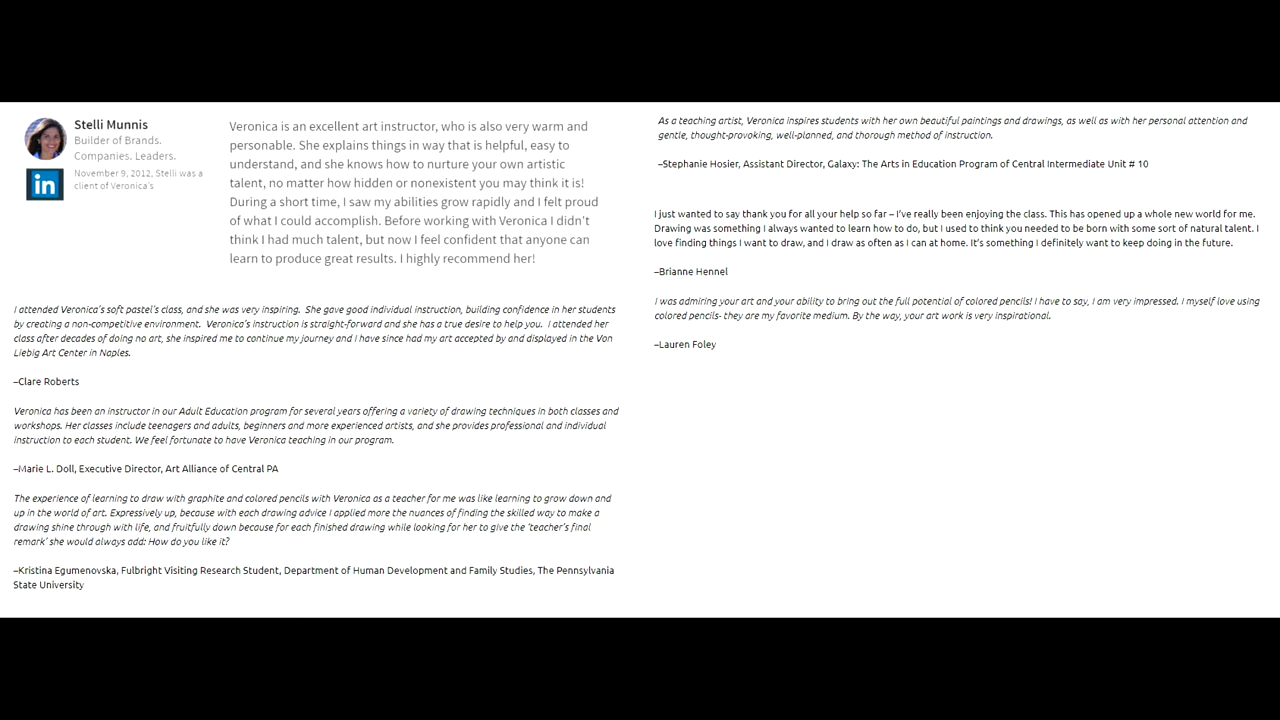 Stelli Munnis
Builder of Brands.
Companies. Leaders.
November 9, 2012, Stelli was a
client of Veronica's
in
Veronica is an excellent art instructor, who is also very warm and
personable. She explains things in way that is helpful, easy to
understand, and she knows how to nurture your own artistic
talent, no matter how hidden or nonexistent you may think it is!
During a short time, I saw my abilities grow rapidly and I felt proud
of what I could accomplish. Before working with Veronica I didn't
think I had much talent, but now I feel confident that anyone can
learn to produce great results. I highly recommend her!
I attended Veronica's soft pastel's class, and she was very inspiring. She gave good individual instruction, building confidence in her students
by creating a non-competitive environment. Veronica's instruction is straight-forward and she has a true desire to help you. I attended her
class after decades of doing no art, she inspired me to continue my journey and I have since had my art accepted by and displayed in the Von
Liebig Art Center in Naples.
–Clare Roberts
Veronica has been an instructor in our Adult Education program for several years offering a variety of drawing techniques in both classes and
workshops. Her classes include teenagers and adults, beginners and more experienced artists, and she provides professional and individual
instruction to each student. We feel fortunate to have Veronica teaching in our program.
–Marie L. Doll, Executive Director, Art Alliance of Central PA
The experience of learning to draw with graphite and colored pencils with Veronica as a teacher for me was like learning to grow down and
up in the world of art. Expressively up, because with each drawing advice I applied more the nuances of finding the skilled way to make a
drawing shine through with life, and fruitfully down because for each finished drawing while looking for her to give the 'teacher's final
remark' she would always add: How do you like it?
–Kristina Egumenovska, Fulbright Visiting Research Student, Department of Human Development and Family Studies, The Pennsylvania
State University
As a teaching artist, Veronica inspires students with her own beautiful paintings and drawings, as well as with her personal attention and
gentle, thought-provoking, well-planned, and thorough method of instruction.
–Stephanie Hosier, Assistant Director, Galaxy: The Arts in Education Program of Central Intermediate Unit # 10
I just wanted to say thank you for all your help so far – I've really been enjoying the class. This has opened up a whole new world for me.
Drawing was something I always wanted to learn how to do, but I used to think you needed to be born with some sort of natural talent. I
love finding things I want to draw, and I draw as often as I can at home. It's something I definitely want to keep doing in the future.
–Brianne Hennel
I was admiring your art and your ability to bring out the full potential of colored pencils! I have to say, I am very impressed. I myself love using
colored pencils- they are my favorite medium. By the way, your art work is very inspirational.
–Lauren Foley